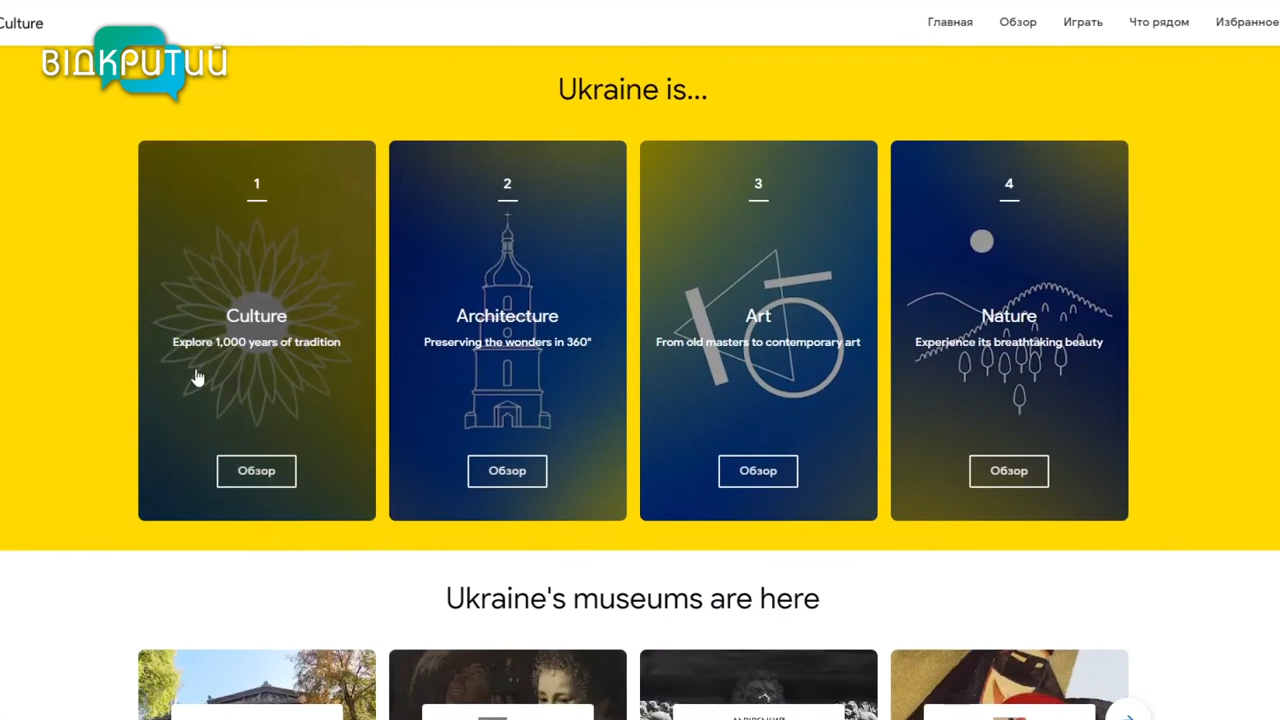 Culture
Главная
Обзор
Играть
Что рядом
Избранное
ВІДКРИТИЙ
Ukraine is...
1
Culture
Explore 1,000 years of tradition
Обзор
2
Architecture
Preserving the wonders in 360°
Обзор
3
Art
From old masters to contemporary art
Обзор
4
Nature
Experience its breathtaking beauty
Обзор
Ukraine's museums are here